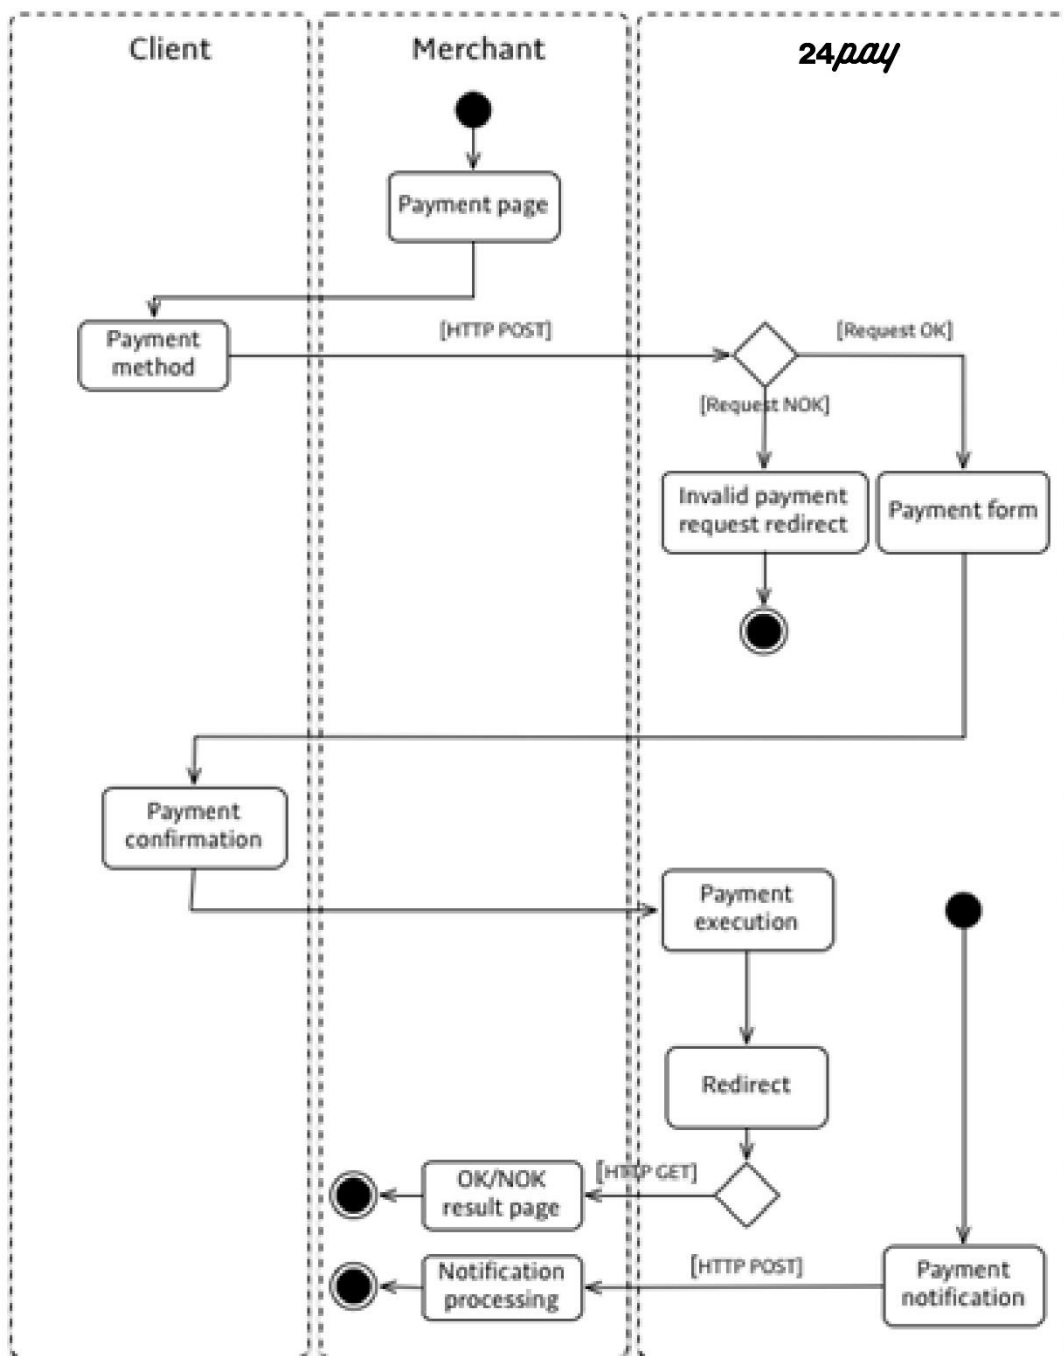 Client
Merchant
24pay
Payment page
Payment
method
[HTTP POST]
[Request OK]
[Request NOK]
Invalid payment
request redirect
Payment form
Payment
confirmation
Payment
execution
Redirect
[HTTP GET]
OK/NOK
result page
[HTTP POST]
Notification
processing
Payment
notification